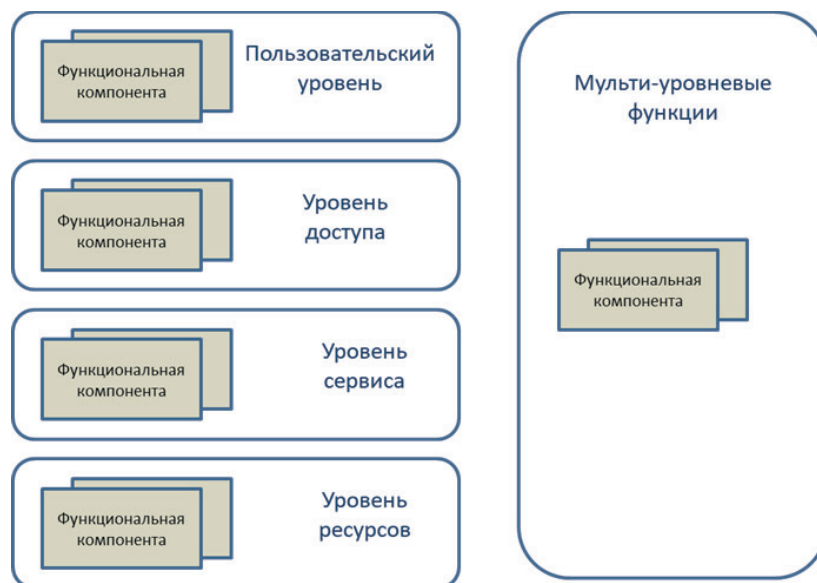 Функциональная
компонента
Пользовательский
уровень
Функциональная
компонента
Уровень
доступа
Функциональная
компонента
Уровень
сервиса
Функциональная
компонента
Уровень
ресурсов
Мульти-уровневые
функции
Функциональная
компонента